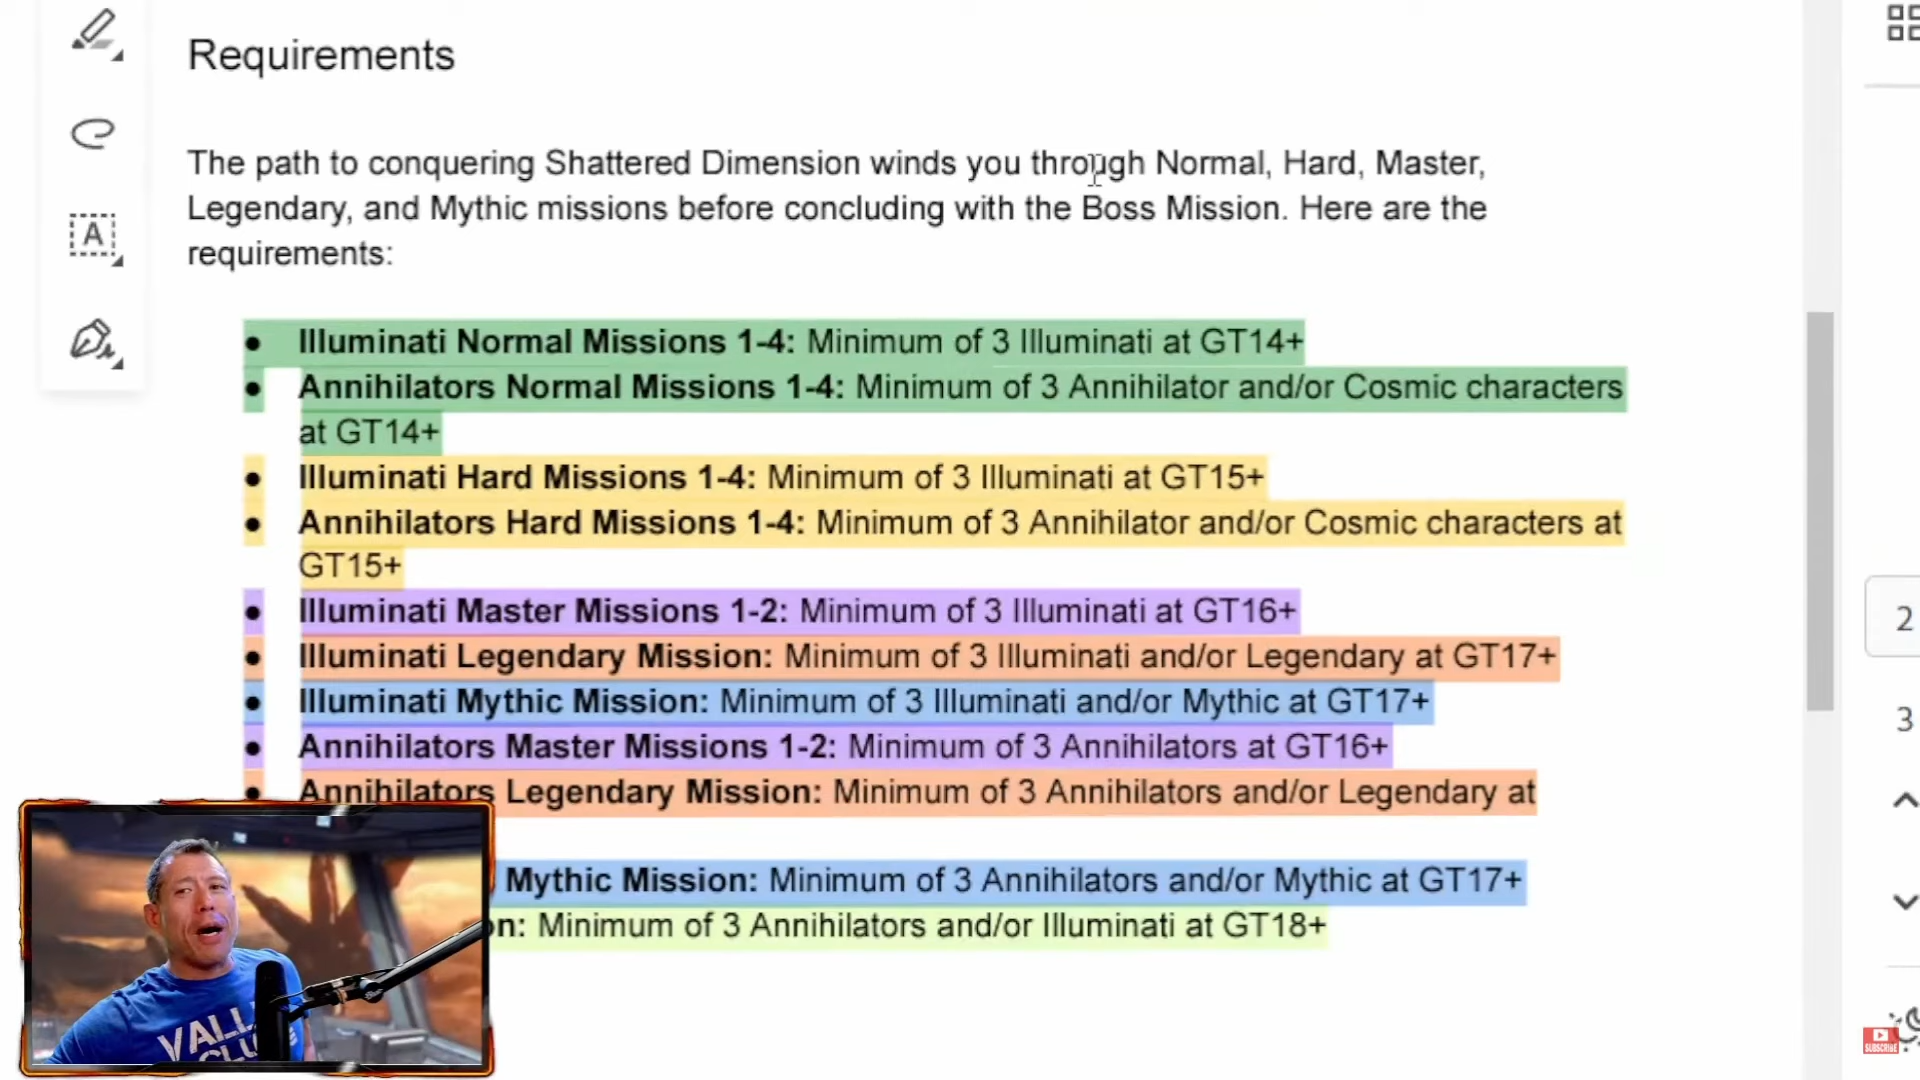 Requirements
The path to conquering Shattered Dimension winds you through Normal, Hard, Master,
Legendary, and Mythic missions before concluding with the Boss Mission. Here are the
requirements:
● Illuminati Normal Missions 1-4: Minimum of 3 Illuminati at GT14+
● Annihilators Normal Missions 1-4: Minimum of 3 Annihilator and/or Cosmic characters
at GT14+
● Illuminati Hard Missions 1-4: Minimum of 3 Illuminati at GT15+
● Annihilators Hard Missions 1-4: Minimum of 3 Annihilator and/or Cosmic characters at
GT15+
● Illuminati Master Missions 1-2: Minimum of 3 Illuminati at GT16+
● Illuminati Legendary Mission: Minimum of 3 Illuminati and/or Legendary at GT17+
● Illuminati Mythic Mission: Minimum of 3 Illuminati and/or Mythic at GT17+
● Annihilators Master Missions 1-2: Minimum of 3 Annihilators at GT16+
● Annihilators Legendary Mission: Minimum of 3 Annihilators and/or Legendary at
Mythic Mission: Minimum of 3 Annihilators and/or Mythic at GT17+
on: Minimum of 3 Annihilators and/or Illuminati at GT18+
A
2
3
SUBSCRIBE